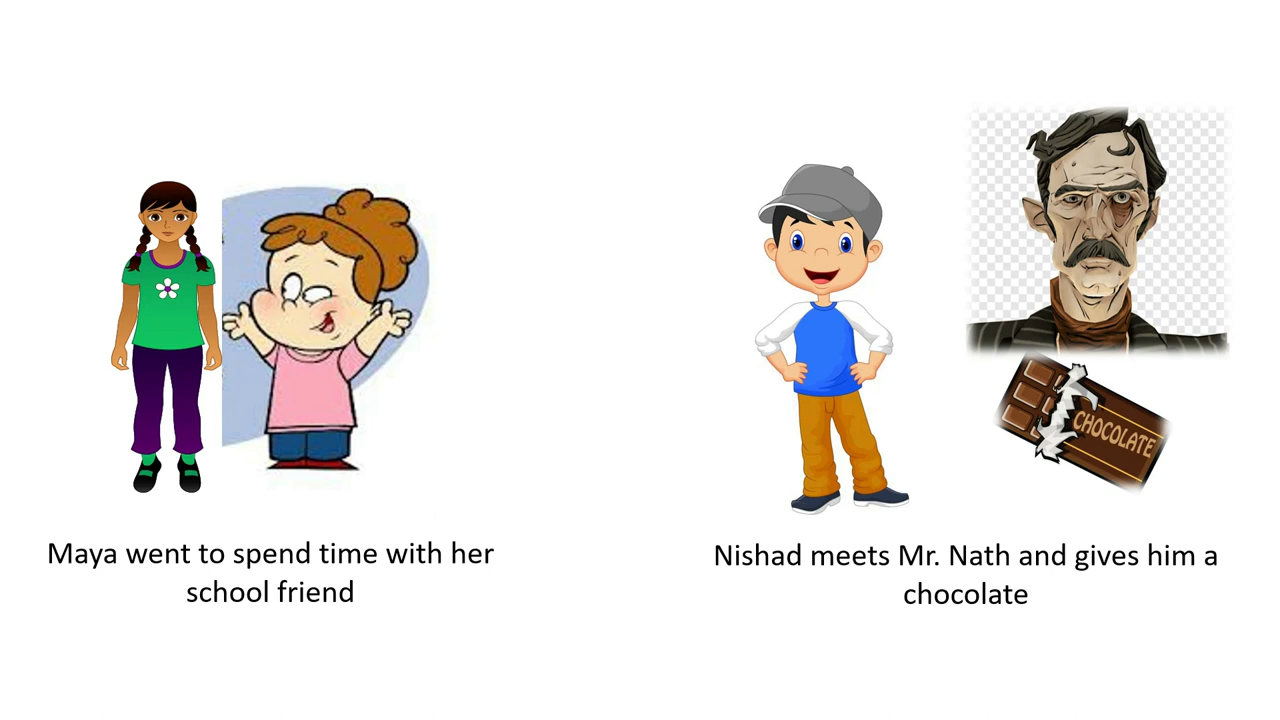 CHOCOLATE
Maya went to spend time with her
school friend
Nishad meets Mr. Nath and gives him a
chocolate